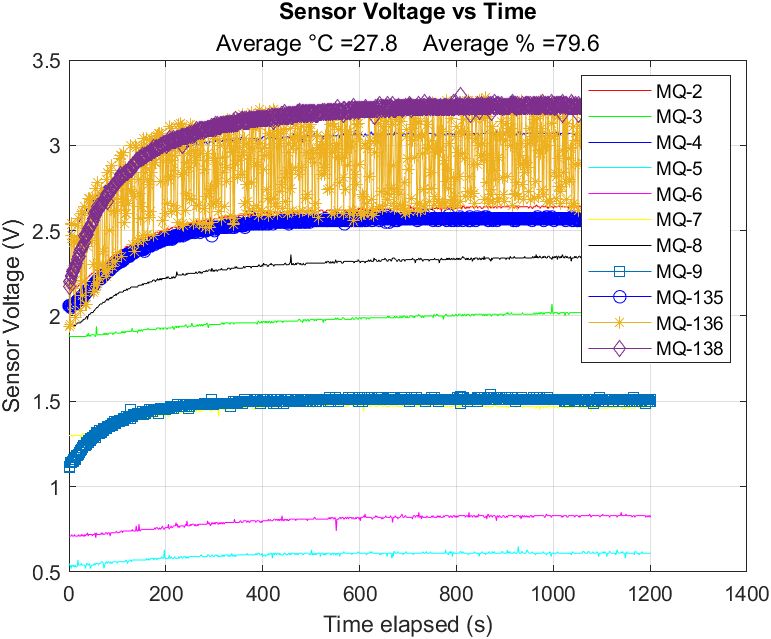 Sensor Voltage vs Time
Average °C =27.8 Average % =79.6
3.5
3
2.5
2
1.5
1
0.5
Sensor Voltage (V)
0
200
400
600
800
1000
1200
1400
Time elapsed (s)
MQ-2
MQ-3
MQ-4
MQ-5
MQ-6
MQ-7
MQ-8
MQ-9
MQ-135
MQ-136
MQ-138